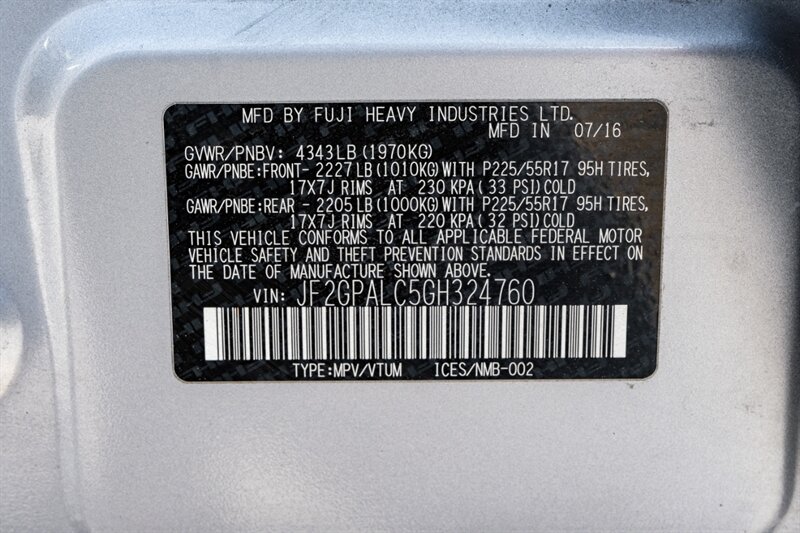 MFD BY FUJI HEAVY INDUSTRIES LTD.
MFD IN 07/16
GVWR/PNBV: 4343LB (1970KG)
GAWR/PNBE:FRONT- 2227LB (1010KG) WITH P225/55R17 95H TIRES,
17X7J RIMS AT 230 KPA ( 33 PSI) COLD
GAWR/PNBE:REAR - 2205LB (1000KG) WITH P225/55R17 95H TIRES,
17X7J RIMS AT 220 KPA ( 32 PSI) COLD
THIS VEHICLE CONFORMS TO ALL APPLICABLE FEDERAL MOTOR
VEHICLE SAFETY AND THEFT PREVENTION STANDARDS IN EFFECT ON
THE DATE OF MANUFACTURE SHOWN ABOVE.
VIN: JF2GPALC5GH324760
TYPE:MPV/VTUM ICES/NMB-002